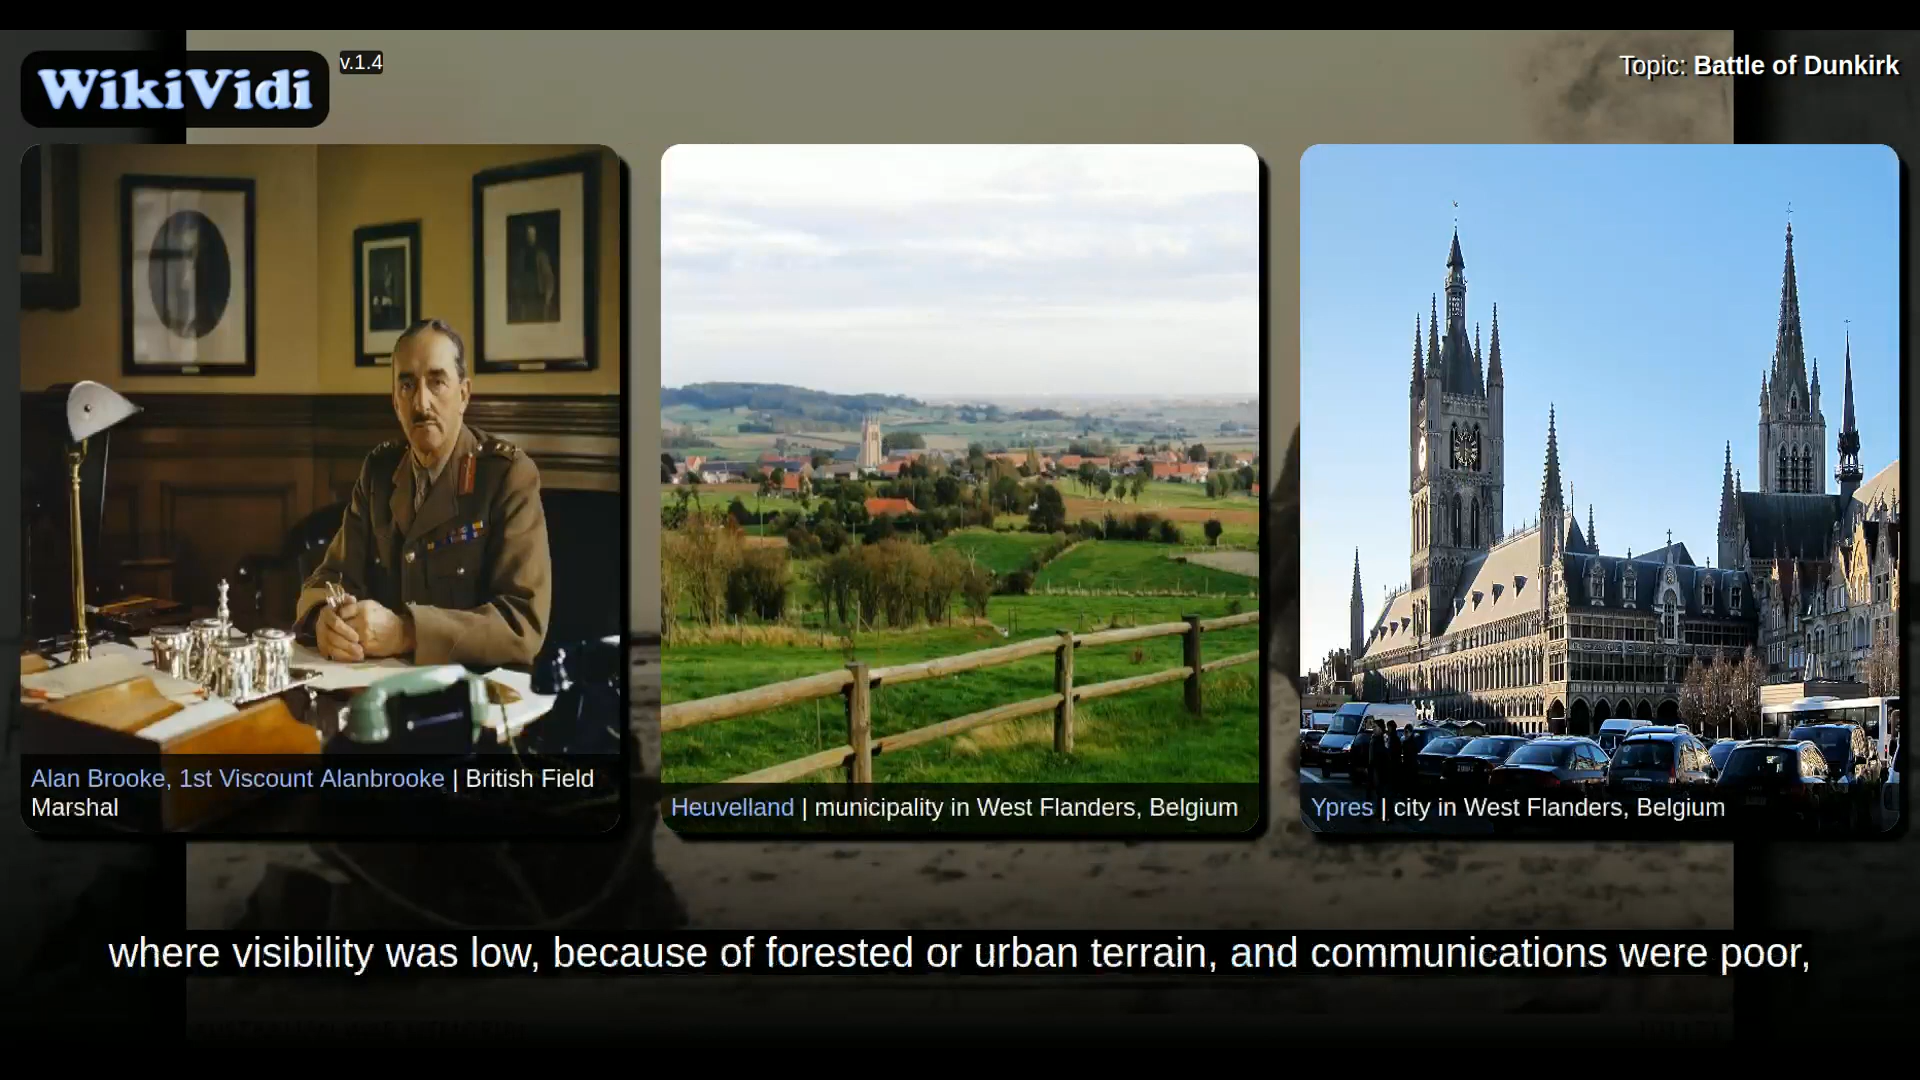 WikiVidi
v.1.4
Topic: Battle of Dunkirk
Alan Brooke, 1st Viscount Alanbrooke | British Field
Marshal
Heuvelland | municipality in West Flanders, Belgium
Ypres | city in West Flanders, Belgium
where visibility was low, because of forested or urban terrain, and communications were poor,